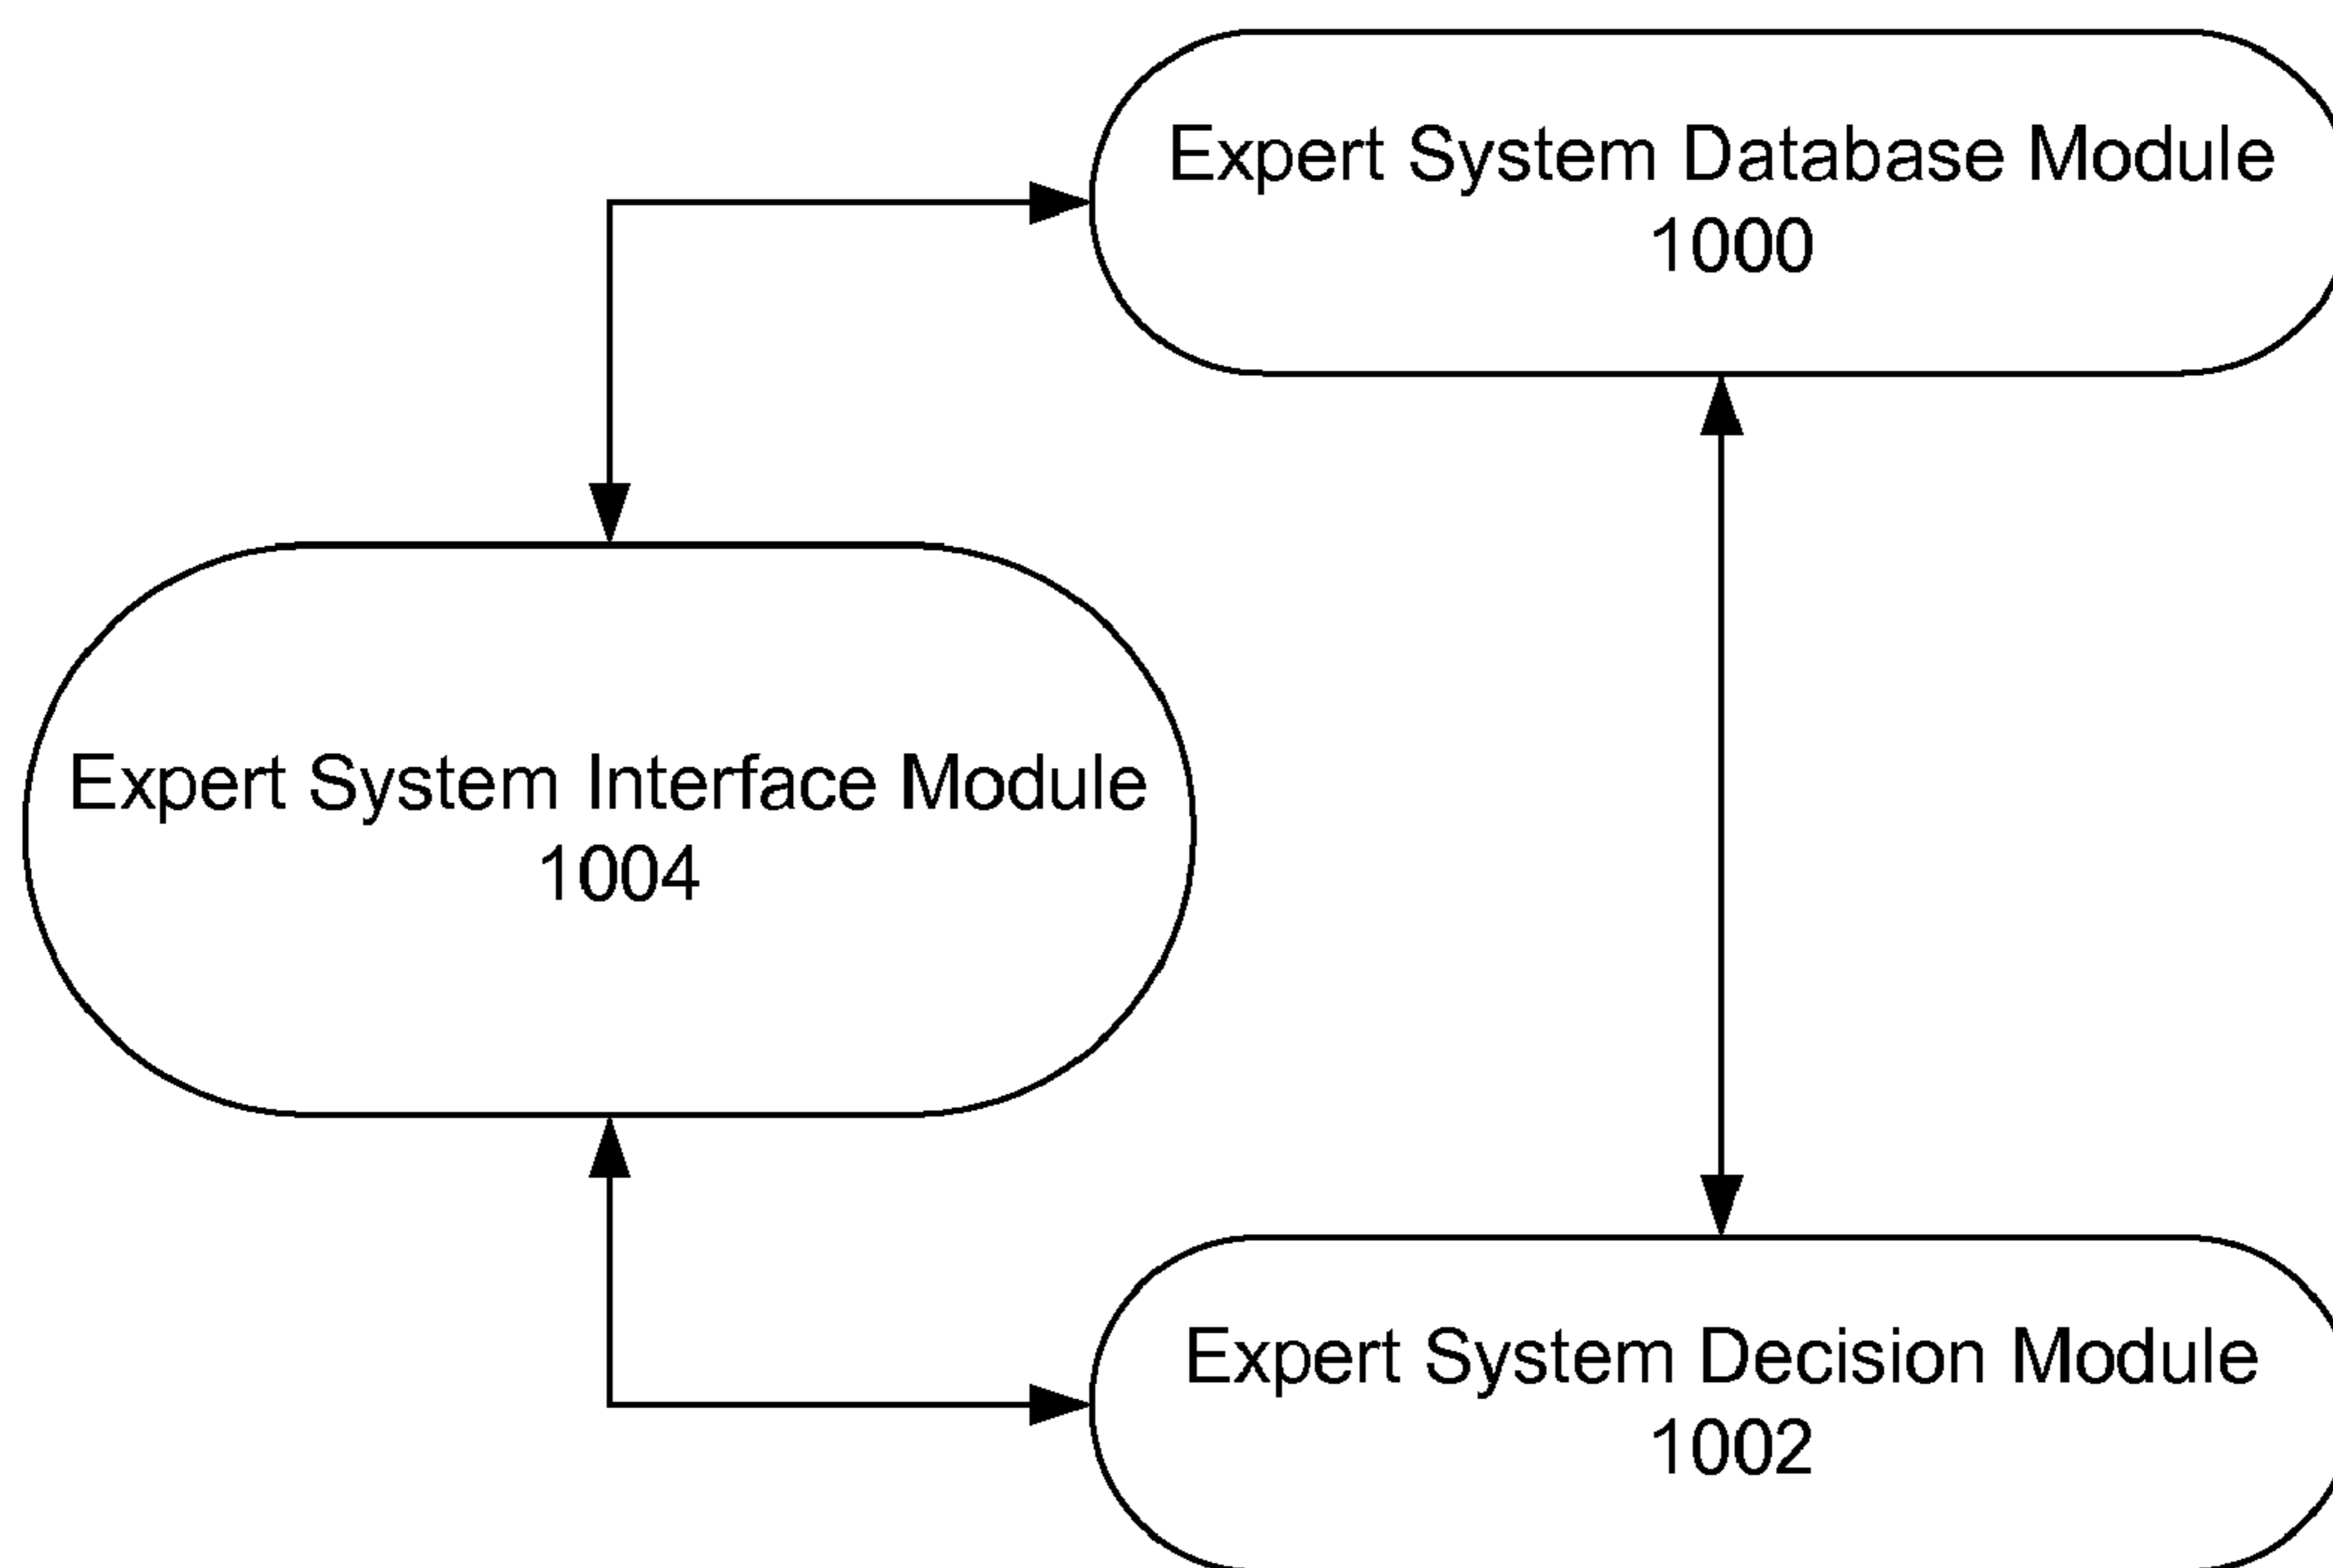 Expert System Database Module
1000
Expert System Interface Module
1004
Expert System Decision Module
1002